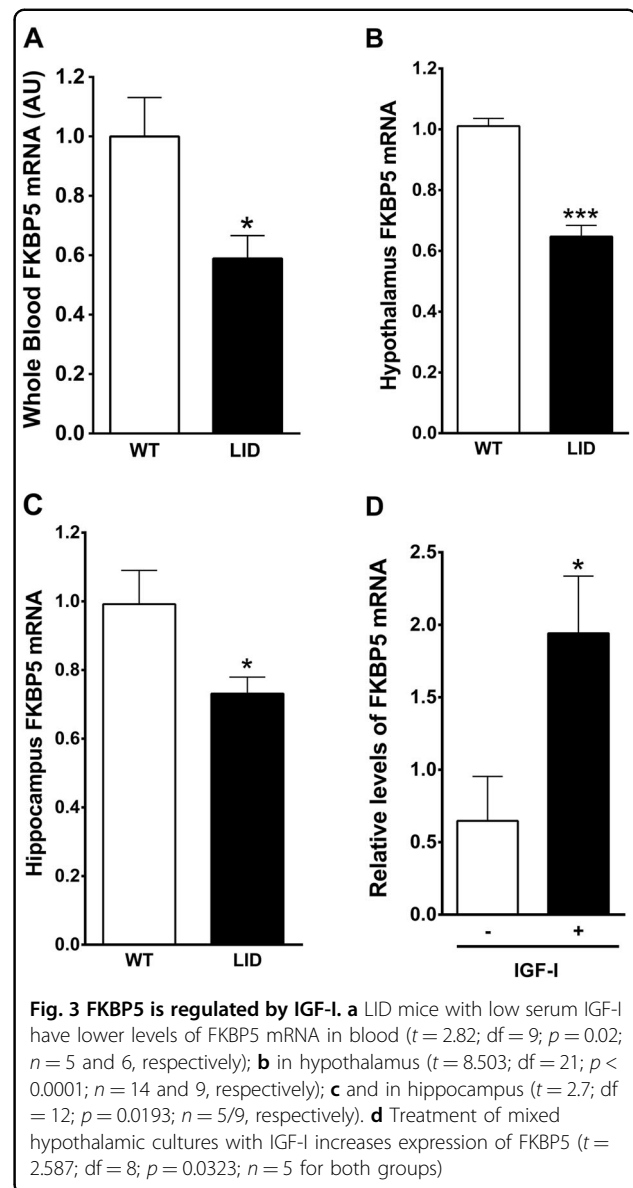 A
Whole Blood FKBP5 mRNA (AU)
1.2
1.0
0.8
0.6
0.4
0.2
0.0
*
WT LID
B
Hypothalamus FKBP5 mRNA
1.2
1.0
0.8
0.6
0.4
0.2
0.0
***
WT LID
C
Hippocampus FKBP5 mRNA
1.2
1.0
0.8
0.6
0.4
0.2
0.0
*
WT LID
D
Relative levels of FKBP5 mRNA
2.5
2.0
1.5
1.0
0.5
0.0
*
- +
IGF-I
Fig. 3 FKBP5 is regulated by IGF-I. a LID mice with low serum IGF-I
have lower levels of FKBP5 mRNA in blood (t = 2.82; df = 9; p = 0.02;
n = 5 and 6, respectively); b in hypothalamus (t = 8.503; df = 21; p <
0.0001; n = 14 and 9, respectively); c and in hippocampus (t = 2.7; df
= 12; p = 0.0193; n = 5/9, respectively). d Treatment of mixed
hypothalamic cultures with IGF-I increases expression of FKBP5 (t =
2.587; df = 8; p = 0.0323; n = 5 for both groups)